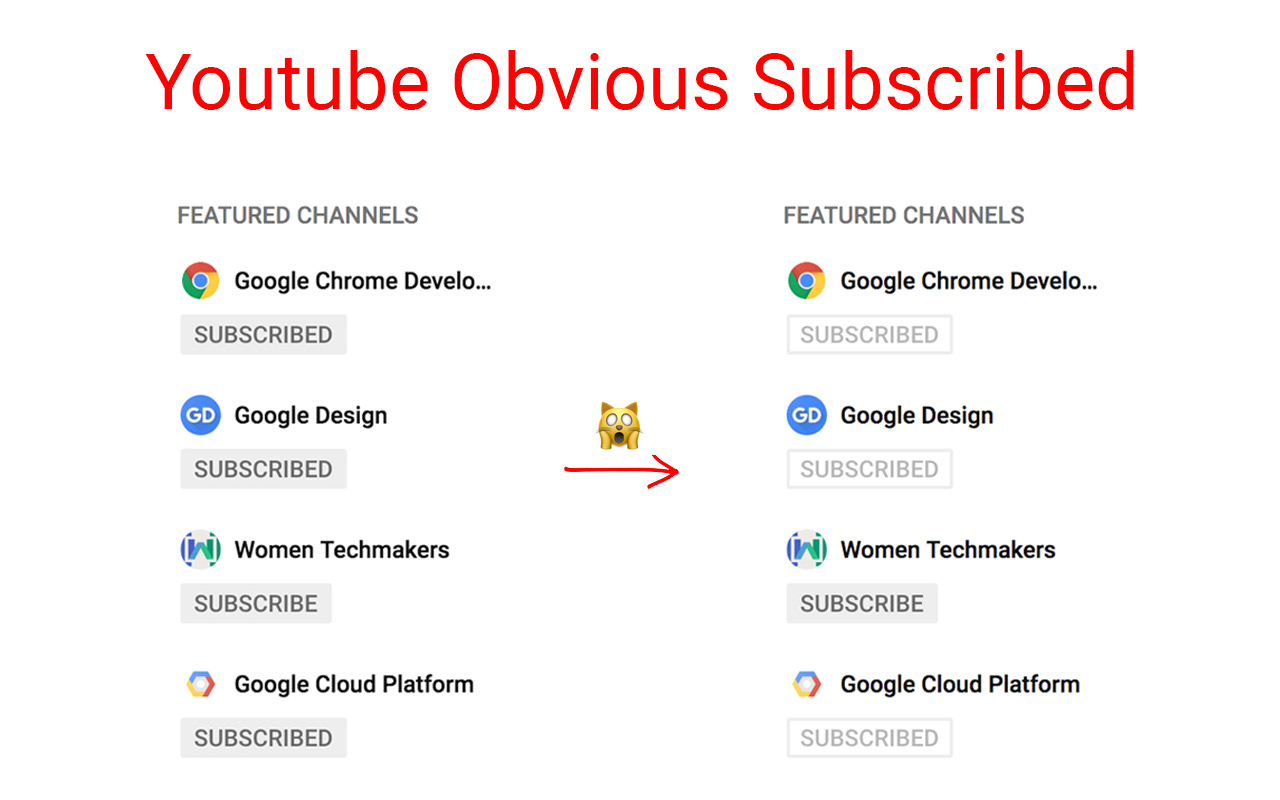 Youtube Obvious Subscribed
FEATURED CHANNELS
Google Chrome Develo...
SUBSCRIBED
GD Google Design
SUBSCRIBED
Women Techmakers
SUBSCRIBE
Google Cloud Platform
SUBSCRIBED
FEATURED CHANNELS
Google Chrome Develo...
SUBSCRIBED
GD Google Design
SUBSCRIBED
Women Techmakers
SUBSCRIBE
Google Cloud Platform
SUBSCRIBED